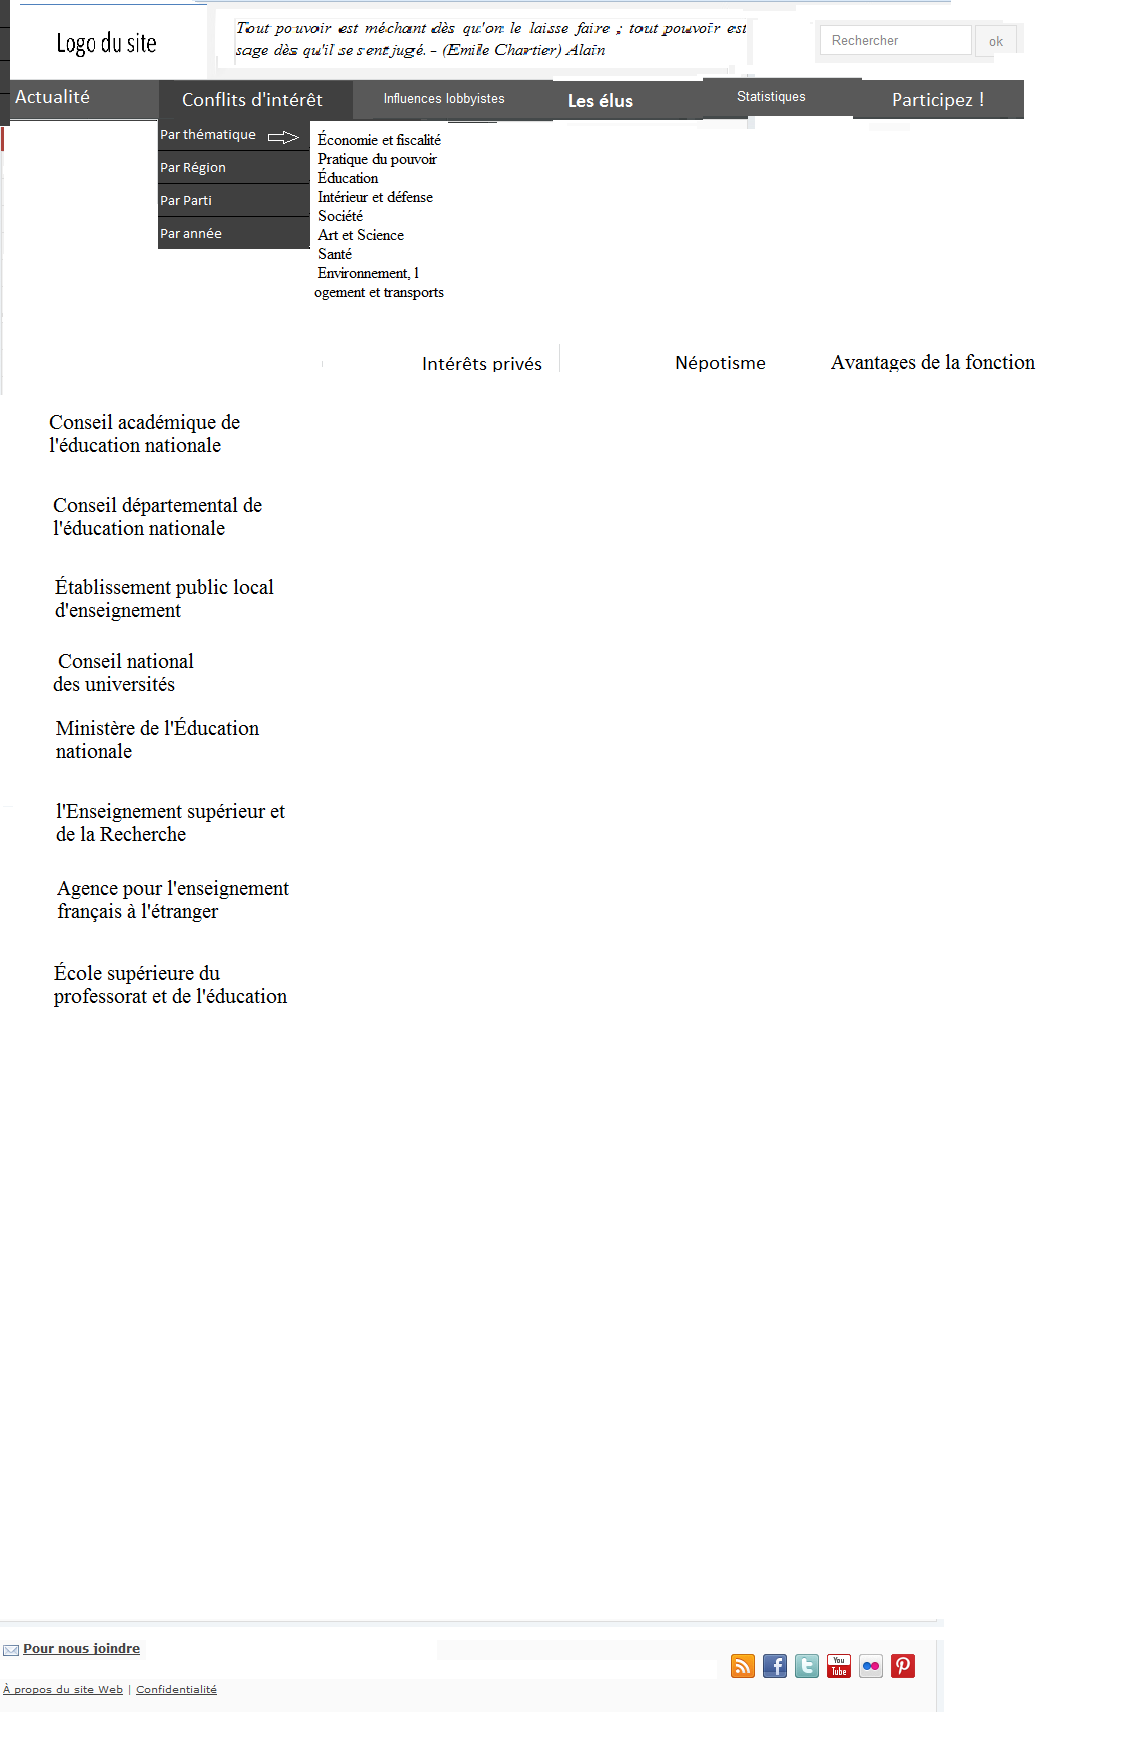 Logo du site
Tout pouvoir est méchant dès qu'on le laisse faire ; tout pouvoir est
sage dès qu'il se sent jugé. - (Emile Chartier) Alain
Rechercher
ok
Actualité
Conflits d'intérêt
Influences lobbyistes
Les élus
Statistiques
Participez !
Par thématique
Par Région
Par Parti
Par année
Économie et fiscalité
Pratique du pouvoir
Éducation
Intérieur et défense
Société
Art et Science
Santé
Environnement, l
ogement et transports
Intérêts privés
Népotisme
Avantages de la fonction
Conseil académique de
l'éducation nationale
Conseil départemental de
l'éducation nationale
Établissement public local
d'enseignement
Conseil national
des universités
Ministère de l'Éducation
nationale
l'Enseignement supérieur et
de la Recherche
Agence pour l'enseignement
français à l'étranger
École supérieure du
professorat et de l'éducation
Pour nous joindre
You
Tube
À propos du site Web | Confidentialité